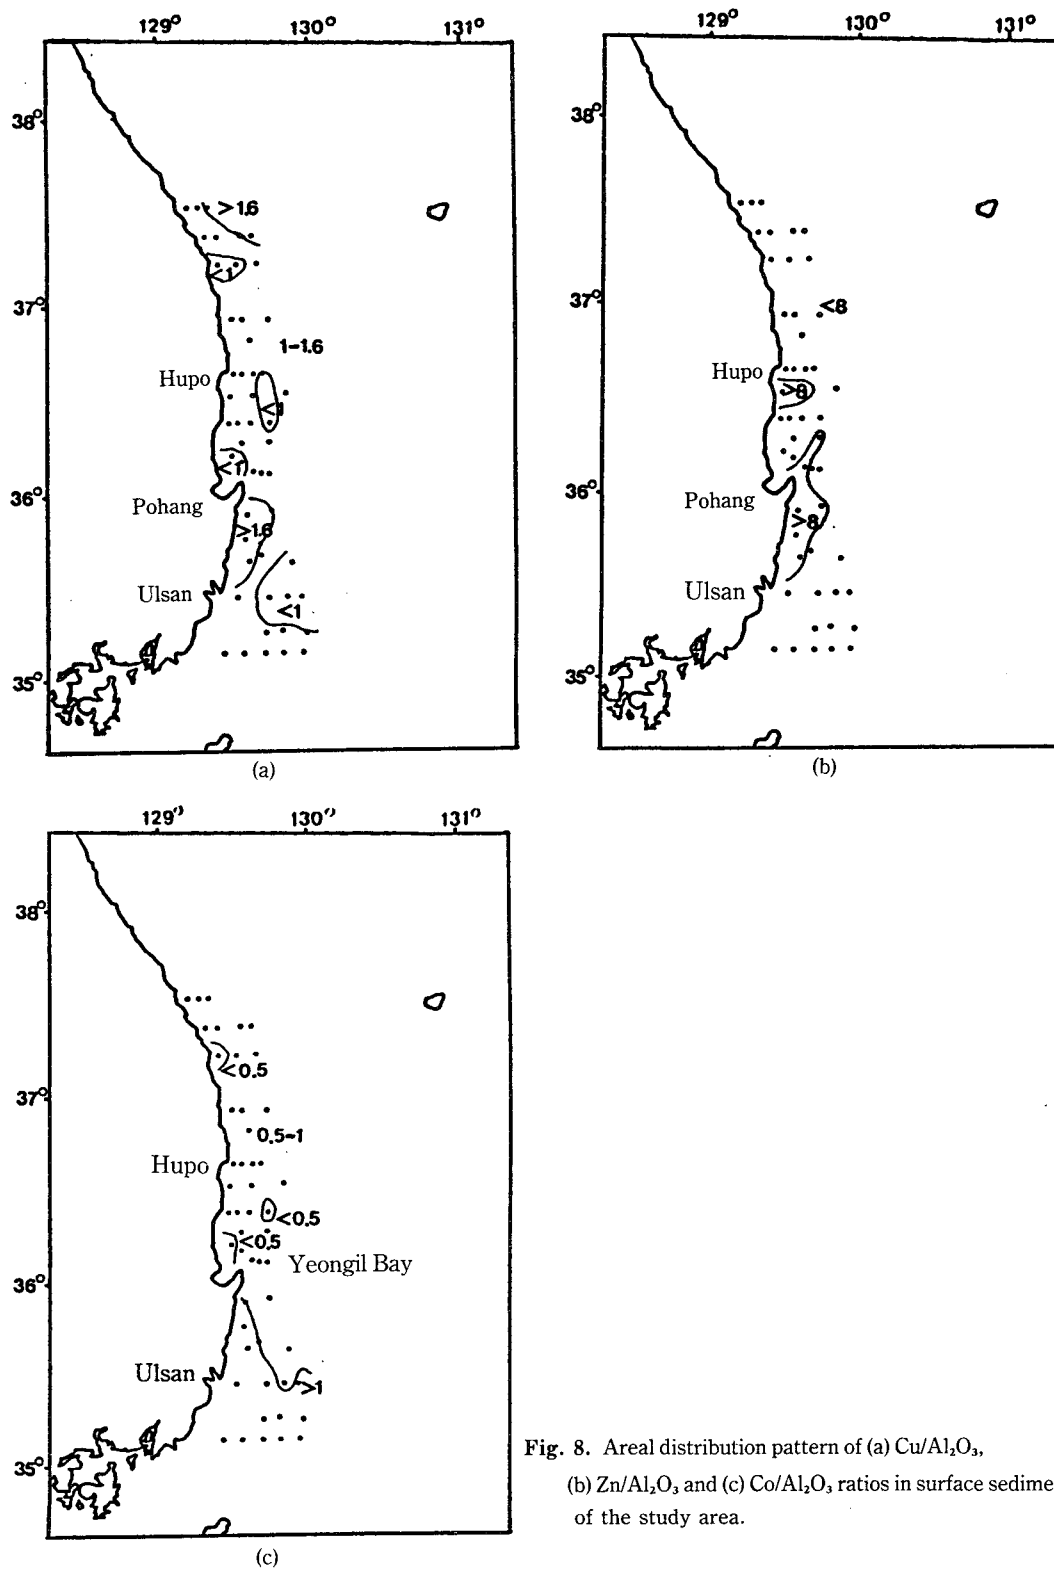 129° 130° 131°
38°
>1.6
<1
37°
1-1.6
Hupo
<1
<1
36°
Pohang
>1.6
Ulsan
<1
35°
(a)
129° 130° 131°
38°
37°
<8
Hupo
>8
36°
Pohang
>8
Ulsan
35°
(b)
129° 130° 131°
38°
<0.5
37°
0.5-1
Hupo
<0.5
<0.5
Yeongil Bay
36°
Ulsan
>1
35°
(c)
Fig. 8. Areal distribution pattern of (a) Cu/Al₂O₃,
(b) Zn/Al₂O₃ and (c) Co/Al₂O₃ ratios in surface sedime
of the study area.